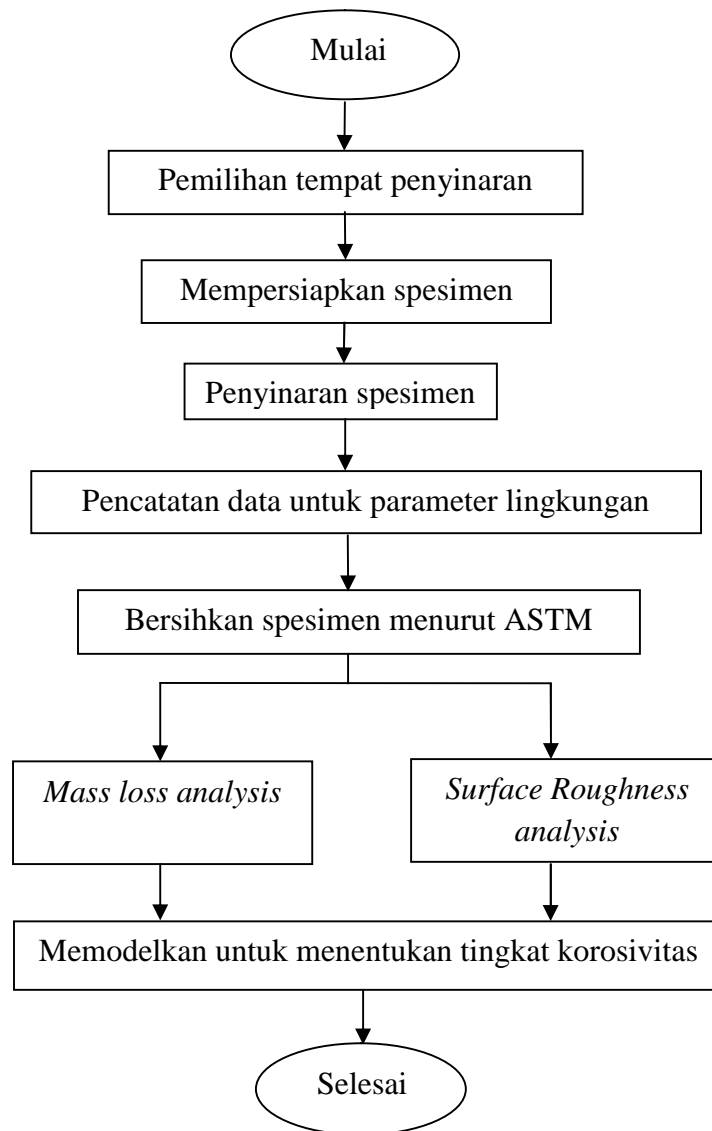 Mulai
Pemilihan tempat penyinaran
Mempersiapkan spesimen
Penyinaran spesimen
Pencatatan data untuk parameter lingkungan
Bersihkan spesimen menurut ASTM
Mass loss analysis
Surface Roughness
analysis
Memodelkan untuk menentukan tingkat korosivitas
Selesai